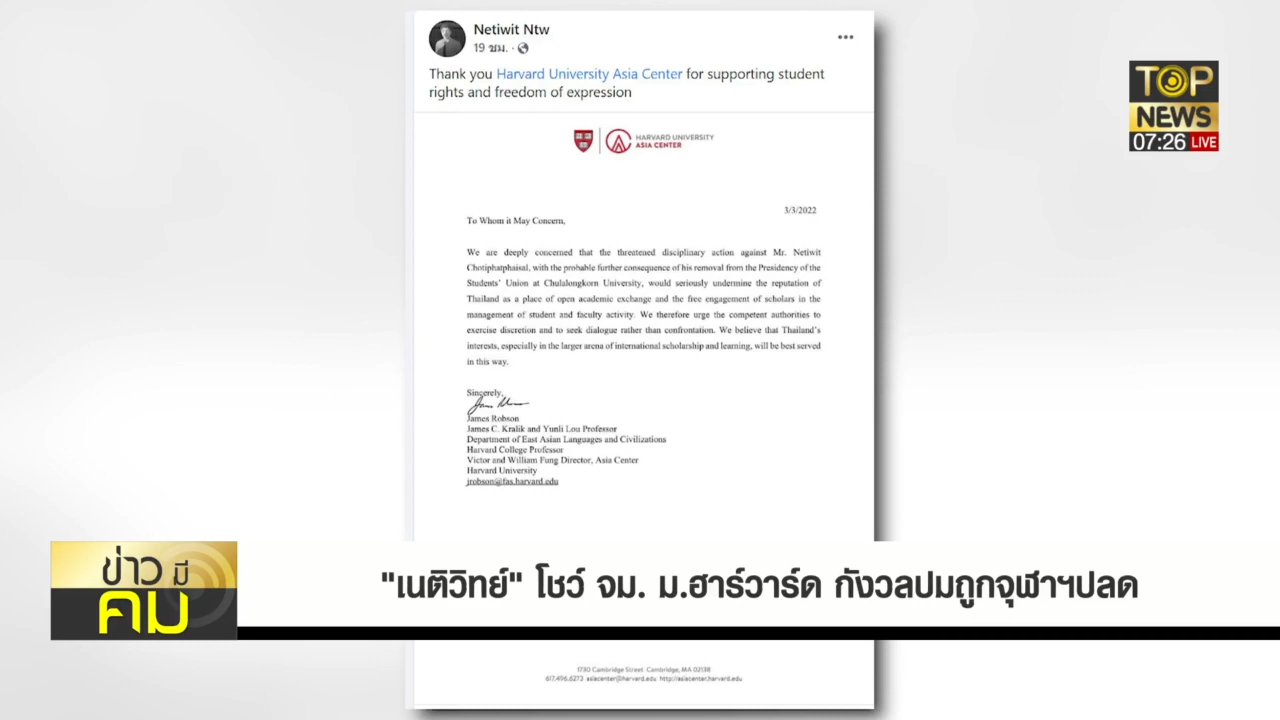 Netiwit Ntw
19 ชม. ·
Thank you Harvard University Asia Center for supporting student
rights and freedom of expression
HARVARD UNIVERSITY
ASIA CENTER
TOP
NEWS
07:26 LIVE
3/3/2022
To Whom it May Concern,
We are deeply concerned that the threatened disciplinary action against Mr. Netiwit
Chotiphatphaisal, with the probable further consequence of his removal from the Presidency of the
Students' Union at Chulalongkorn University, would seriously undermine the reputation of
Thailand as a place of open academic exchange and the free engagement of scholars in the
management of student and faculty activity. We therefore urge the competent authorities to
exercise discretion and to seek dialogue rather than confrontation. We believe that Thailand's
interests, especially in the larger arena of international scholarship and learning, will be best served
in this way.
Sincerely,
James Robson
James C. Kralik and Yunli Lou Professor
Department of East Asian Languages and Civilizations
Harvard College Professor
Victor and William Fung Director, Asia Center
Harvard University
jrobson@fas.harvard.edu
ข่าวมี
คม
"เนติวิทย์" โชว์ จม. ม.ฮาร์วาร์ด กังวลปมถูกจุฬาฯปลด
1730 Cambridge Street Cambridge, MA 02138
617.496.6273 asiacenter@harvard.edu http://asiacenter.harvard.edu